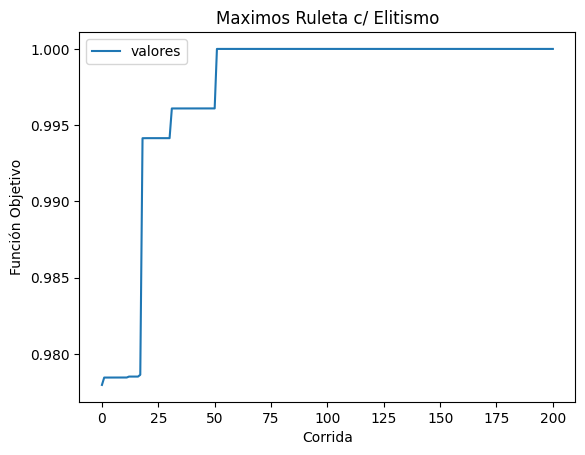 Maximos Ruleta c/ Elitismo
valores
Función Objetivo
1.000
0.995
0.990
0.985
0.980
0 25 50 75 100 125 150 175 200
Corrida